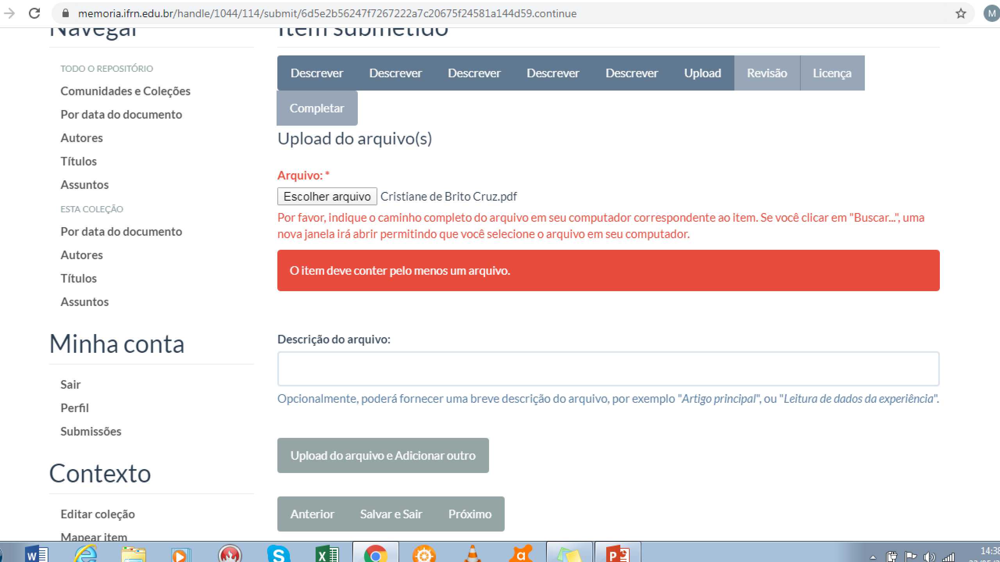 memoria.ifrn.edu.br/handle/1044/114/submit/6d5e2b56247f7267222a7c20675f24581a144d59.continue
M
Navegar
TODO O REPOSITÓRIO
Comunidades e Coleções
Por data do documento
Autores
Títulos
Assuntos
ESTA COLEÇÃO
Por data do documento
Autores
Títulos
Assuntos
Minha conta
Sair
Perfil
Submissões
Contexto
Editar coleção
Mapear item
Item submetido
Descrever Descrever Descrever Descrever Descrever Upload Revisão Licença
Completar
Upload do arquivo(s)
Arquivo: *
Escolher arquivo Cristiane de Brito Cruz.pdf
Por favor, indique o caminho completo do arquivo em seu computador correspondente ao item. Se você clicar em "Buscar...", uma
nova janela irá abrir permitindo que você selecione o arquivo em seu computador.
O item deve conter pelo menos um arquivo.
Descrição do arquivo:
Opcionalmente, poderá fornecer uma breve descrição do arquivo, por exemplo "Artigo principal", ou "Leitura de dados da experiência".
Upload do arquivo e Adicionar outro
Anterior Salvar e Sair Próximo
14:38